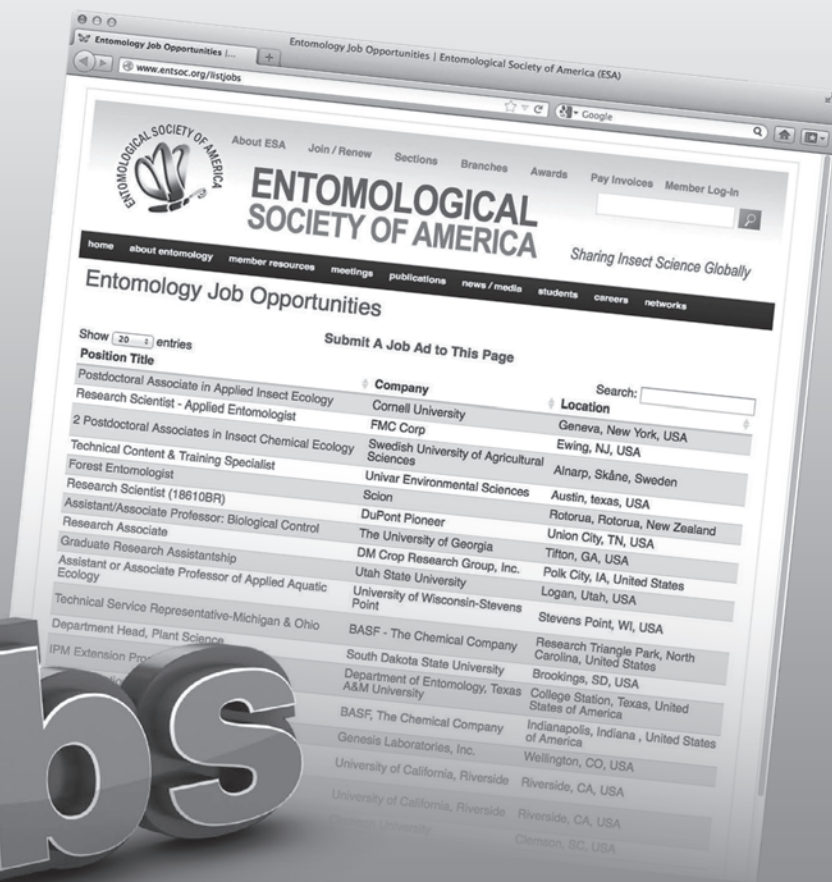 Entomology Job Opportunities |...
Entomology Job Opportunities | Entomological Society of America (ESA)
www.entsoc.org/listjobs
Google
ENTOMOLOGICAL SOCIETY OF AMERICA
About ESA Join / Renew Sections Branches Awards Pay Invoices Member Log-In
ENTOMOLOGICAL
SOCIETY OF AMERICA
Sharing Insect Science Globally
home about entomology member resources meetings publications news / media students careers networks
Entomology Job Opportunities
Show 20 entries
Submit A Job Ad to This Page
Search:
Position Title Company Location
Postdoctoral Associate in Applied Insect Ecology Cornell University Geneva, New York, USA
Research Scientist - Applied Entomologist FMC Corp Ewing, NJ, USA
2 Postdoctoral Associates in Insect Chemical Ecology Swedish University of Agricultural
Sciences Alnarp, Skåne, Sweden
Technical Content & Training Specialist Univar Environmental Sciences Austin, texas, USA
Forest Entomologist Scion Rotorua, Rotorua, New Zealand
Research Scientist (18610BR) DuPont Pioneer Union City, TN, USA
Assistant/Associate Professor: Biological Control The University of Georgia Tifton, GA, USA
Research Associate DM Crop Research Group, Inc. Polk City, IA, United States
Graduate Research Assistantship Utah State University Logan, Utah, USA
Assistant or Associate Professor of Applied Aquatic
Ecology
University of Wisconsin-Stevens
Point
Stevens Point, WI, USA
Technical Service Representative-Michigan & Ohio BASF - The Chemical Company Research Triangle Park, North
Carolina, United States
Department Head, Plant Science South Dakota State University Brookings, SD, USA
IPM Extension Department of Entomology, Texas
A&M University
College Station, Texas, United
States of America
BASF, The Chemical Company Indianapolis, Indiana , United States
of America
Genesis Laboratories, Inc. Wellington, CO, USA
University of California, Riverside Riverside, CA, USA
University of California, Riverside Riverside, CA, USA
Clemson University Clemson, SC, USA
bs